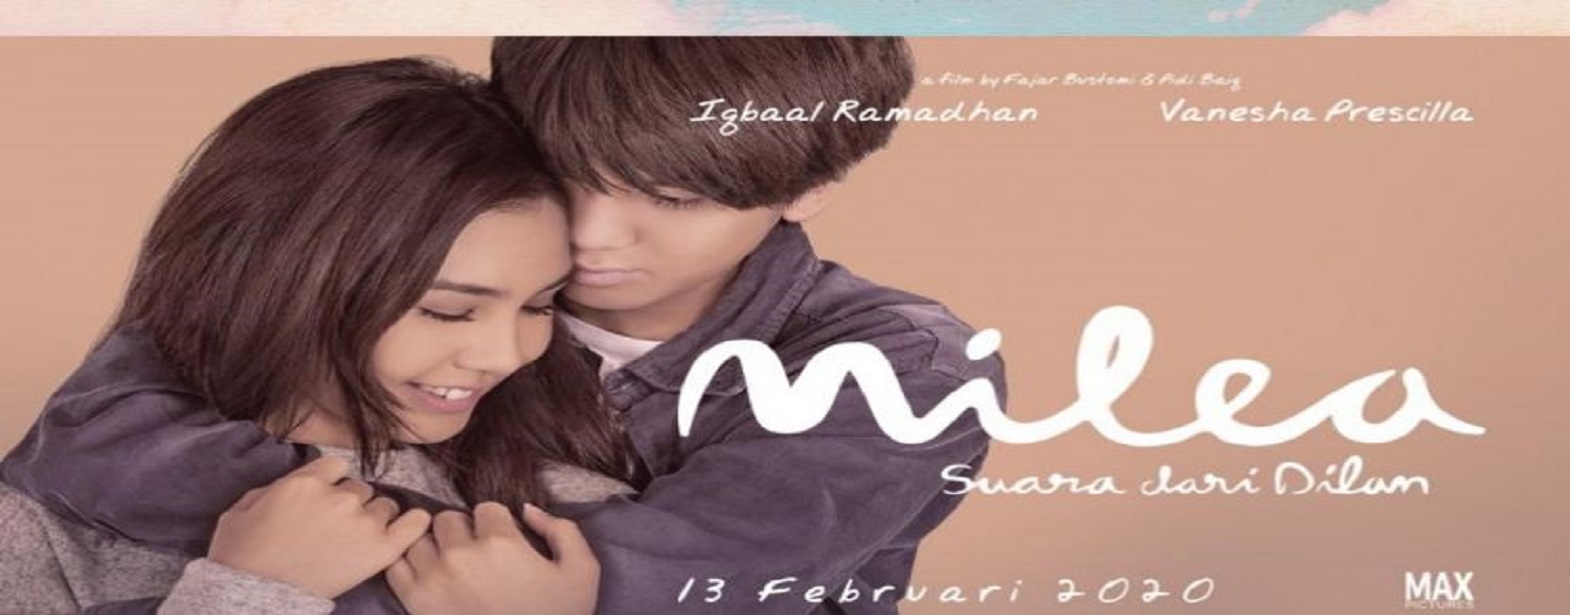 a film by Fajar Bustomi & Pidi Baiq
Iqbaal Ramadhan Vanesha Prescilla
milea
Suara dari Dilan
13 Februari 2020
MAX
PICTURES